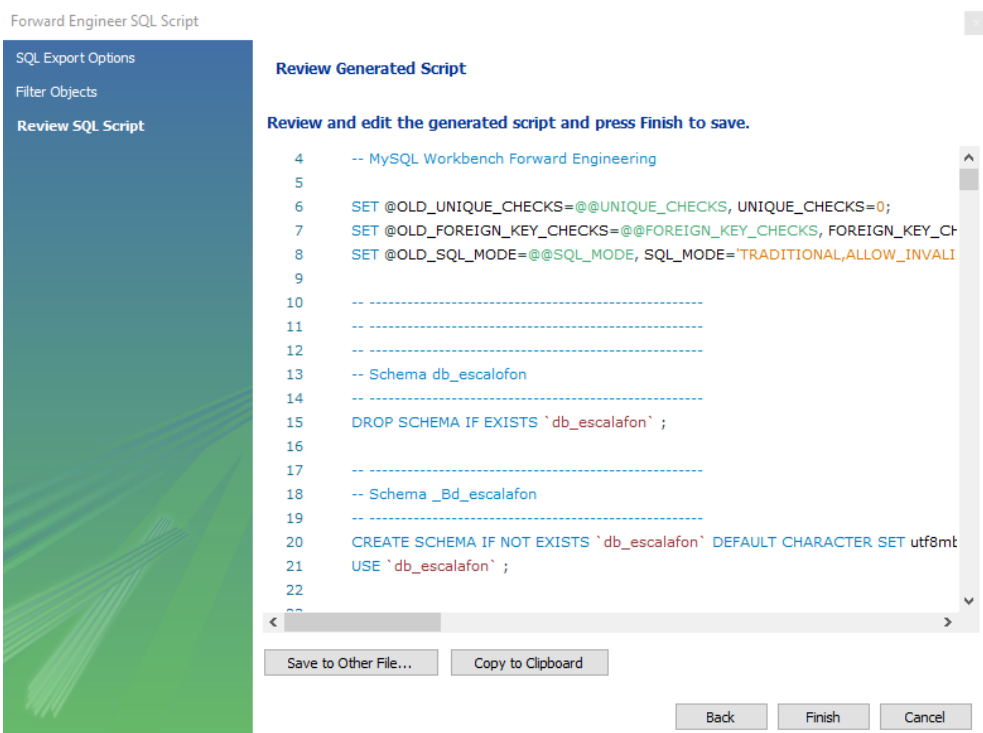 Forward Engineer SQL Script
SQL Export Options
Filter Objects
Review SQL Script
Review Generated Script
Review and edit the generated script and press Finish to save.
4 -- MySQL Workbench Forward Engineering
5
6 SET @OLD_UNIQUE_CHECKS=@@UNIQUE_CHECKS, UNIQUE_CHECKS=0;
7 SET @OLD_FOREIGN_KEY_CHECKS=@@FOREIGN_KEY_CHECKS, FOREIGN_KEY_CH
8 SET @OLD_SQL_MODE=@@SQL_MODE, SQL_MODE='TRADITIONAL,ALLOW_INVALI
9
10 -- -----------------------------------------------------
11 -- -----------------------------------------------------
12 -- -----------------------------------------------------
13 -- Schema db_escalofon
14 -- -----------------------------------------------------
15 DROP SCHEMA IF EXISTS `db_escalafon` ;
16
17 -- -----------------------------------------------------
18 -- Schema _Bd_escalafon
19 -- -----------------------------------------------------
20 CREATE SCHEMA IF NOT EXISTS `db_escalafon` DEFAULT CHARACTER SET utf8mb
21 USE `db_escalafon` ;
22
Save to Other File...
Copy to Clipboard
Back
Finish
Cancel